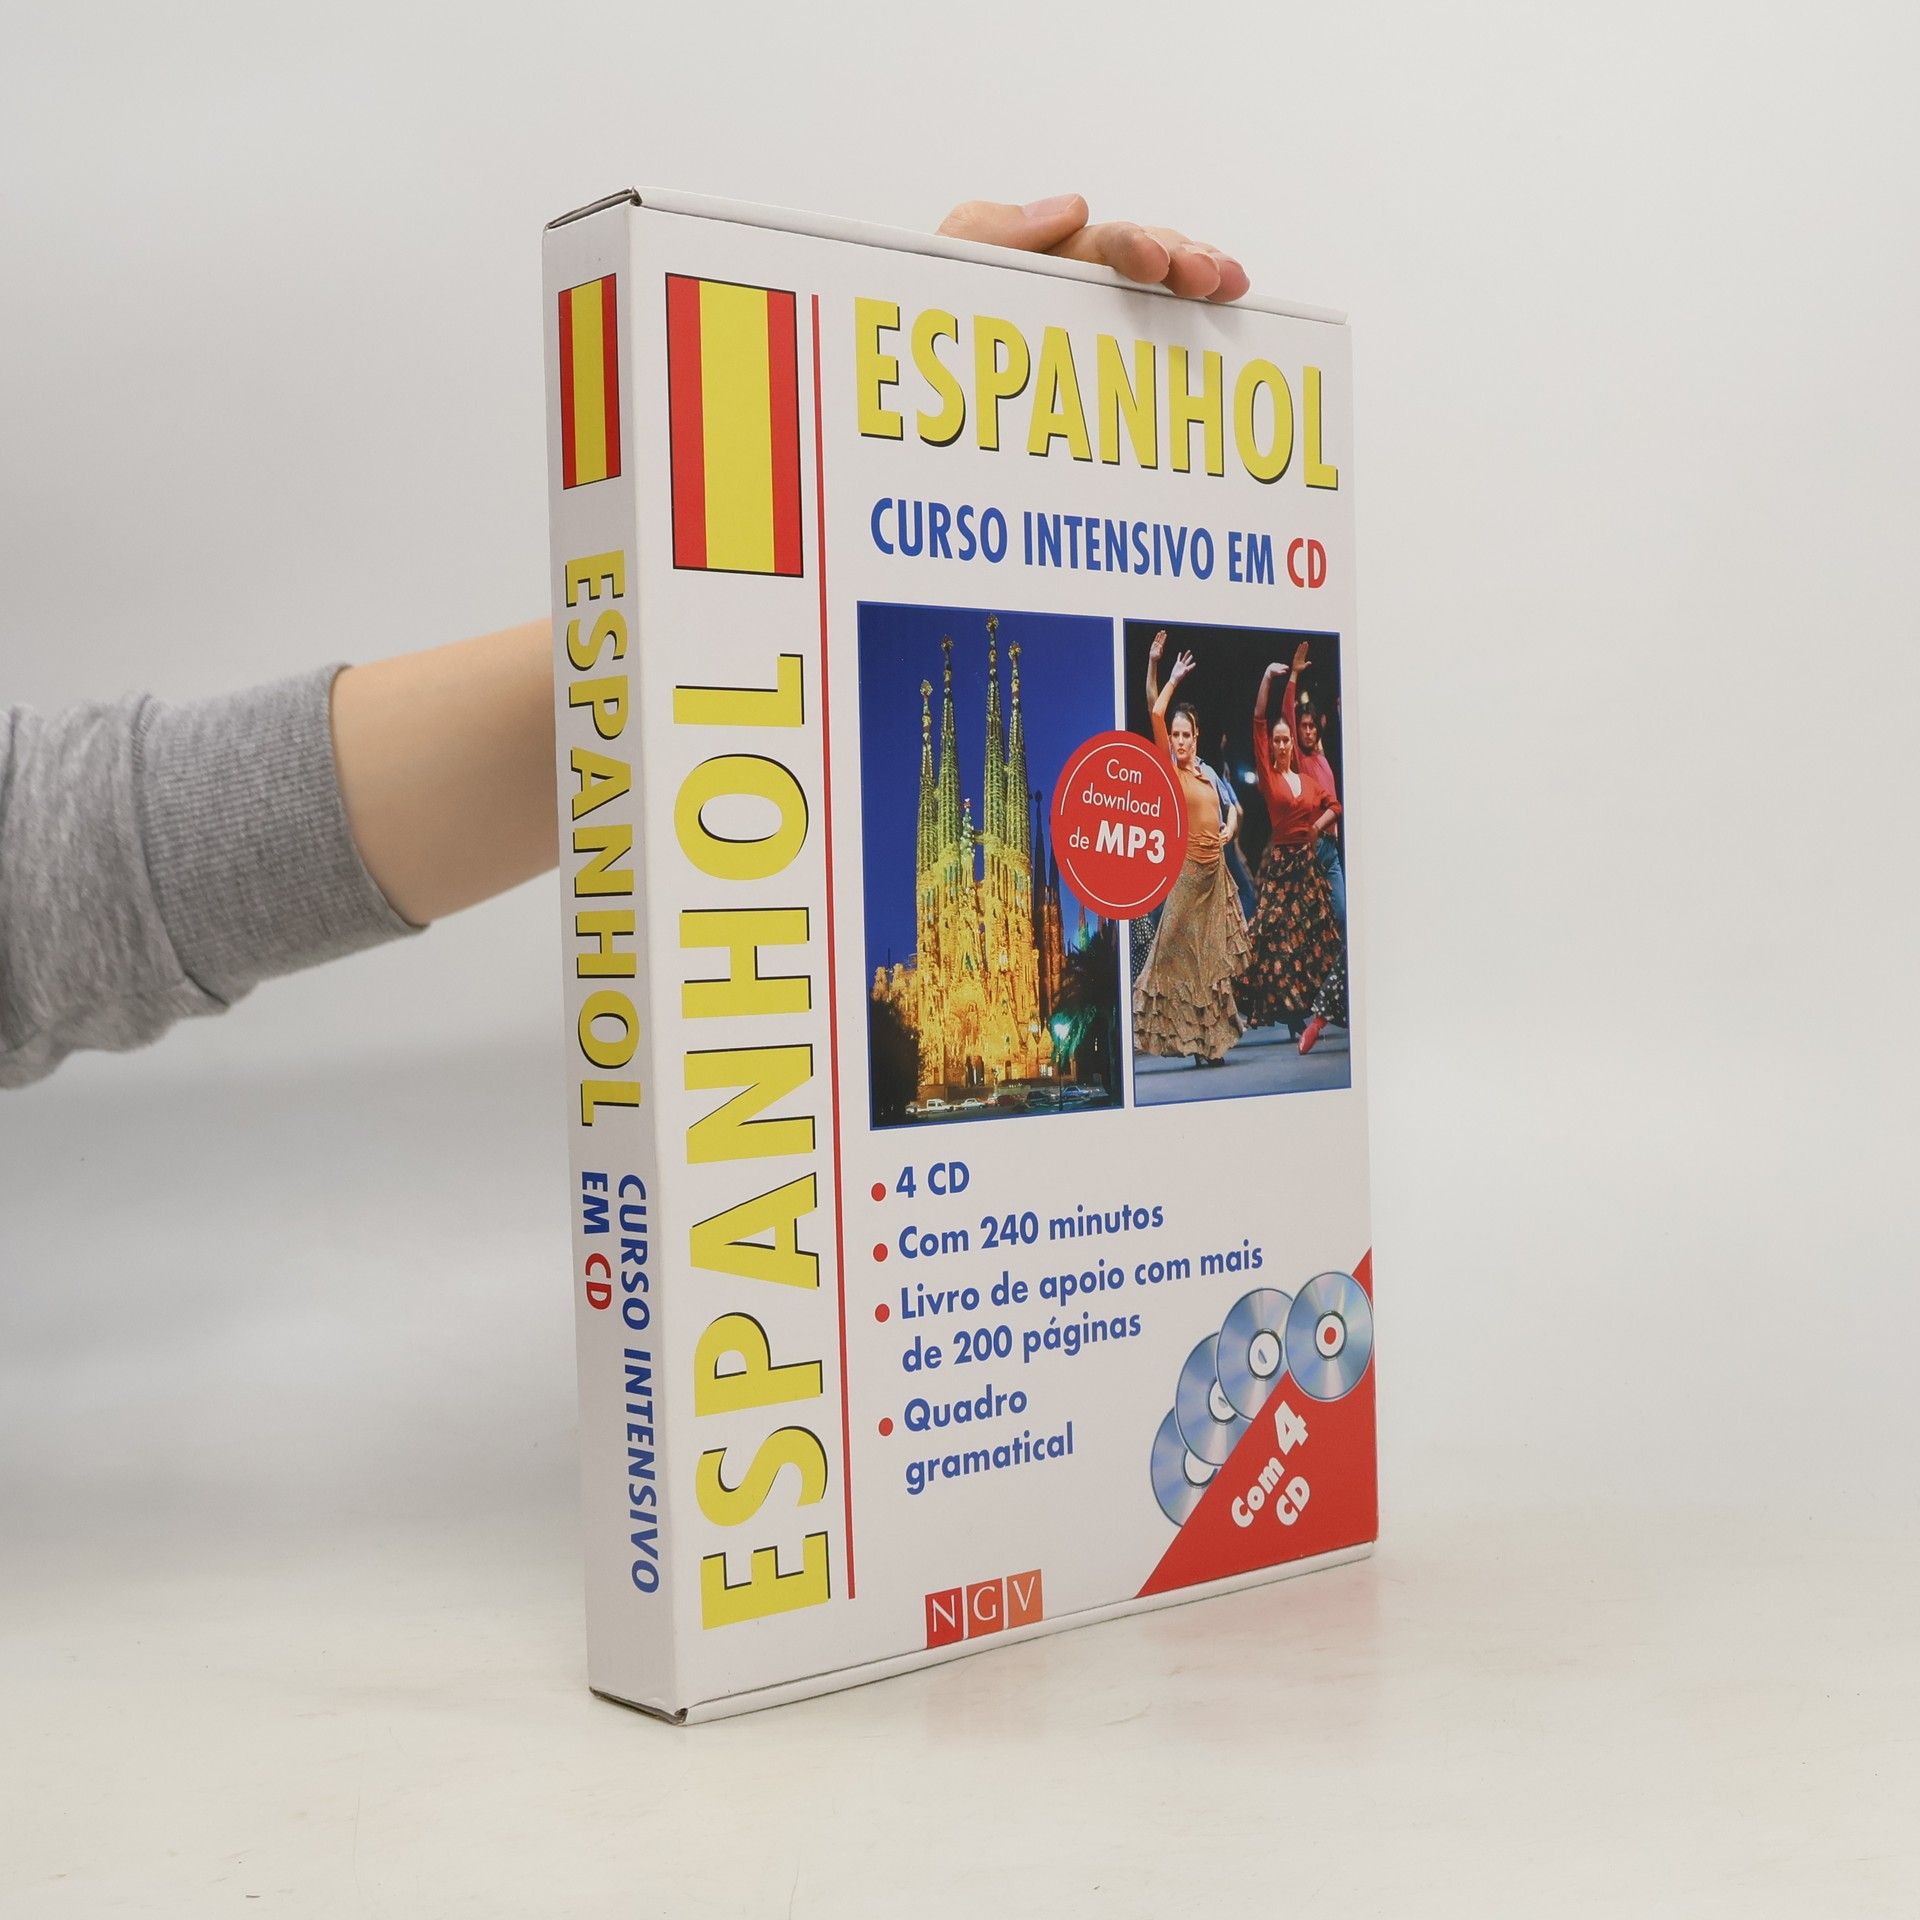 ESPANHOL
CURSO INTENSIVO
EM CD
ESPANHOL
ESPANHOL
CURSO INTENSIVO EM CD
Com
download
de MP3
4 CD
Com 240 minutos
Livro de apoio com mais
de 200 páginas
Quadro
gramatical
Com 4
CD
NGV